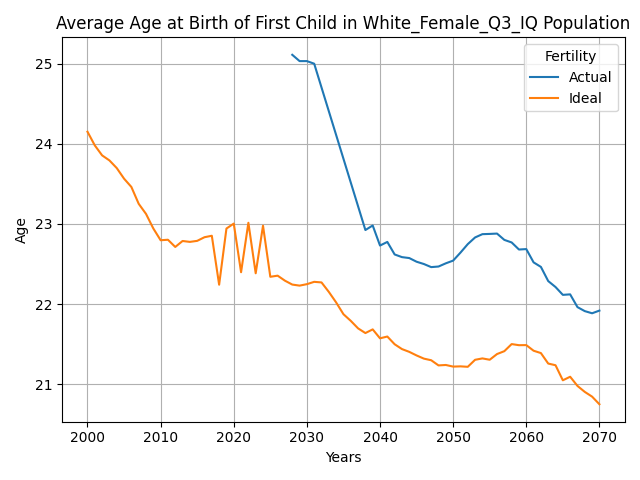 Average Age at Birth of First Child in White_Female_Q3_IQ Population
Fertility
Actual
Ideal
Age
25
24
23
22
21
2000 2010 2020 2030 2040 2050 2060 2070
Years